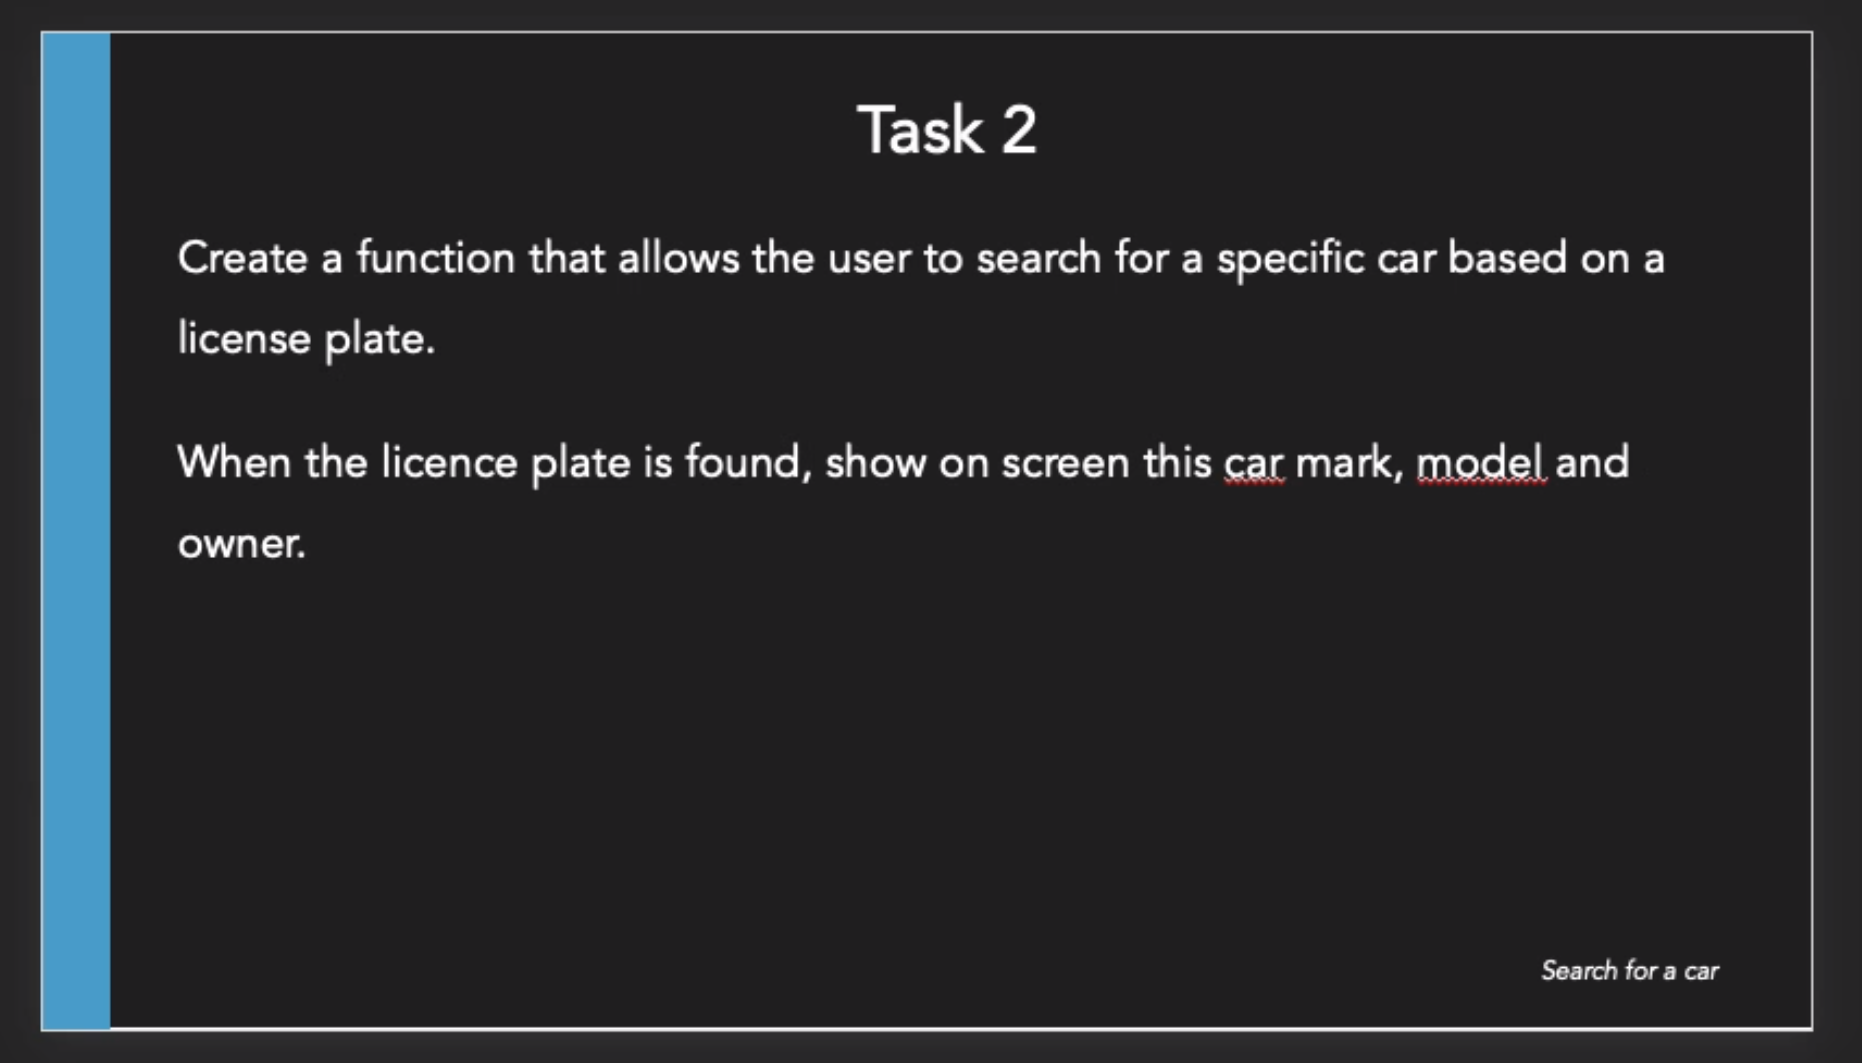 Task 2
Create a function that allows the user to search for a specific car based on a
license plate.
When the licence plate is found, show on screen this car mark, model and
owner.
Search for a car